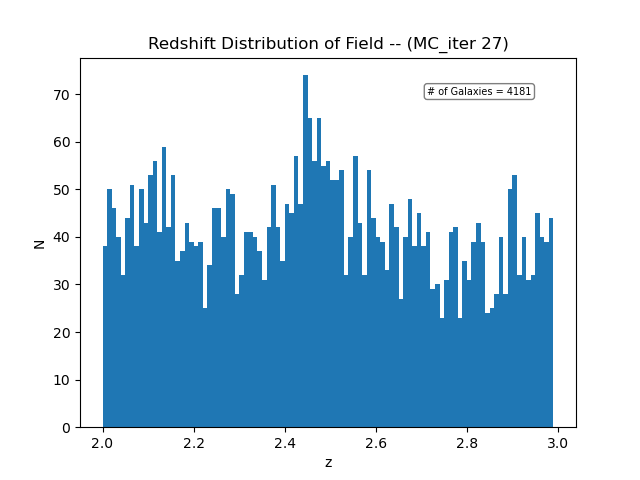 Redshift Distribution of Field -- (MC_iter 27)
# of Galaxies = 4181
70
60
50
40
30
20
10
0
N
2.0 2.2 2.4 2.6 2.8 3.0
z